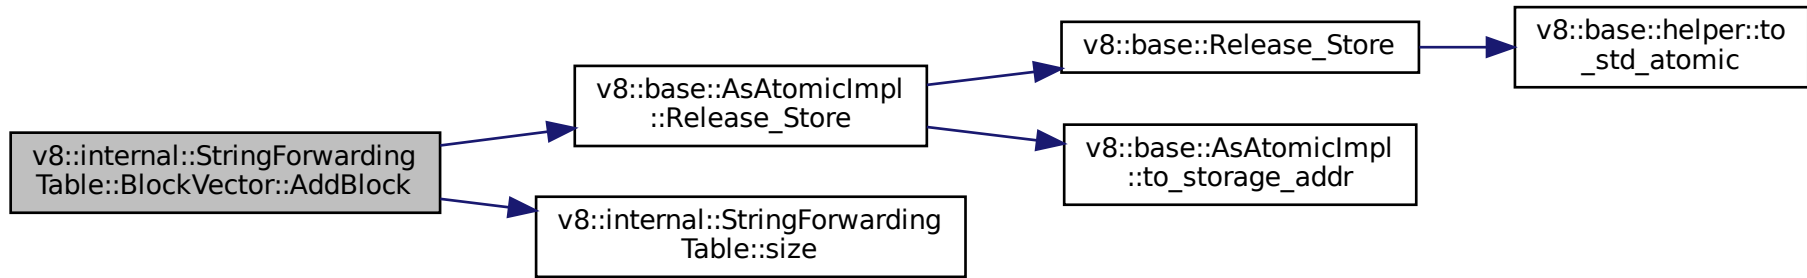 v8::internal::StringForwarding
Table::BlockVector::AddBlock
v8::base::AsAtomicImpl
::Release_Store
v8::internal::StringForwarding
Table::size
v8::base::Release_Store
v8::base::AsAtomicImpl
::to_storage_addr
v8::base::helper::to
_std_atomic